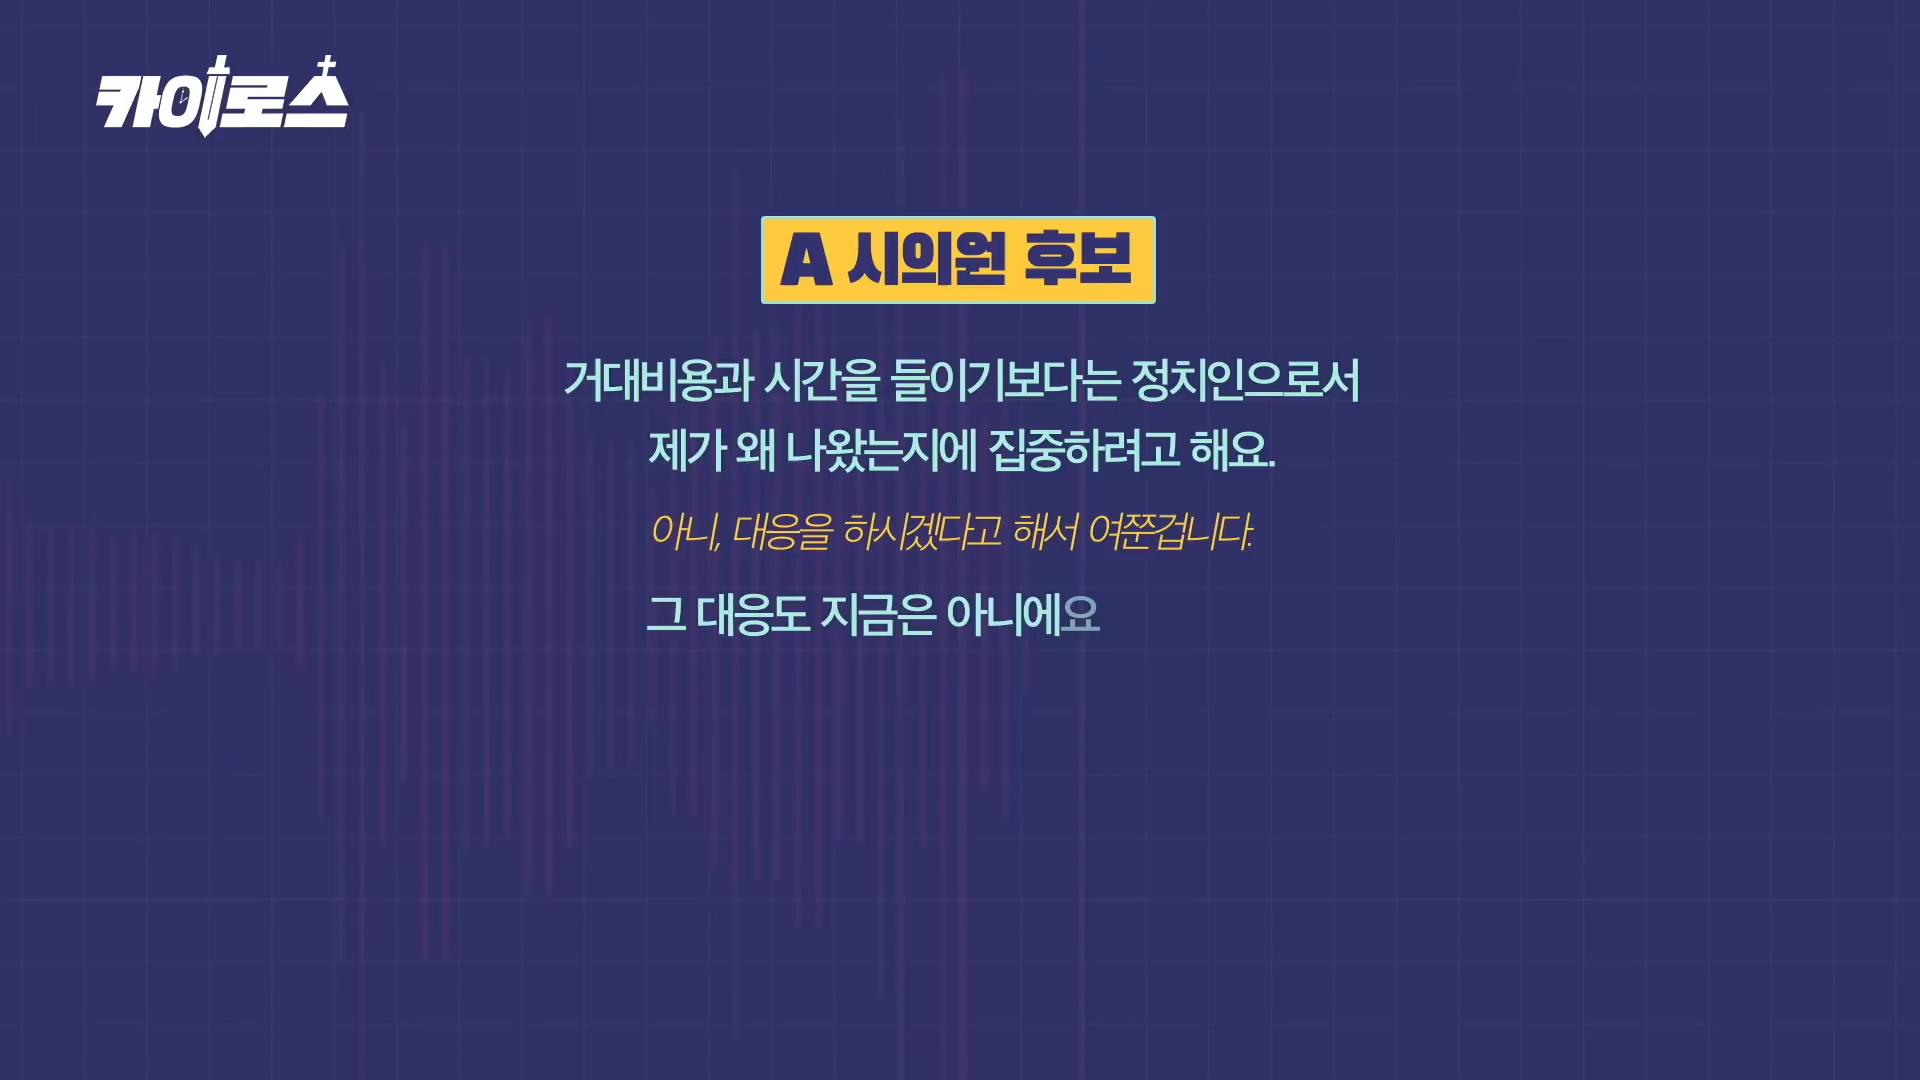 카이로스
A 시의원 후보
거대비용과 시간을 들이기보다는 정치인으로서
제가 왜 나왔는지에 집중하려고 해요.
아니, 대응을 하시겠다고 해서 여쭌겁니다.
그 대응도 지금은 아니에요